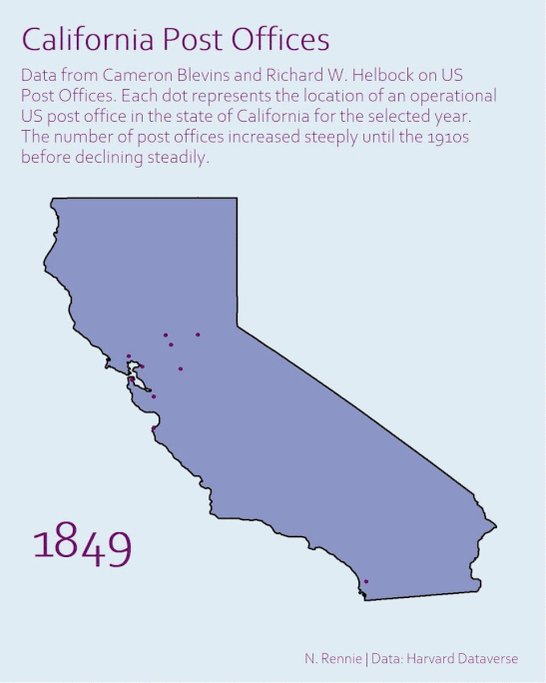 California Post Offices
Data from Cameron Blevins and Richard W. Helbock on US
Post Offices. Each dot represents the location of an operational
US post office in the state of California for the selected year.
The number of post offices increased steeply until the 1910s
before declining steadily.
1849
N. Rennie | Data: Harvard Dataverse